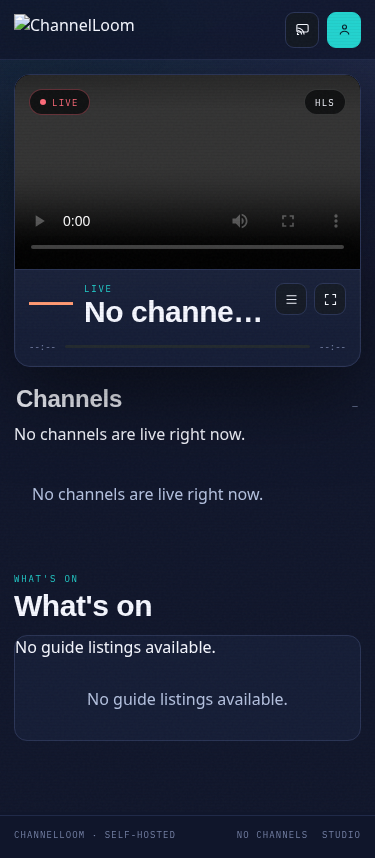 ChannelLoom
LIVE
HLS
0:00
LIVE
No channe…
--:--
--:--
Channels
—
No channels are live right now.
No channels are live right now.
WHAT'S ON
What's on
No guide listings available.
No guide listings available.
CHANNELLOOM · SELF-HOSTED
NO CHANNELS STUDIO